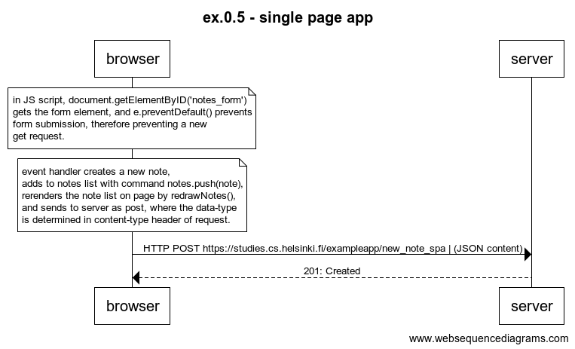 ex.0.5 - single page app
browser
server
in JS script, document.getElementByID('notes_form')
gets the form element, and e.preventDefault() prevents
form submission, therefore preventing a new
get request.
event handler creates a new note,
adds to notes list with command notes.push(note),
rerenders the note list on page by redrawNotes(),
and sends to server as post, where the data-type
is determined in content-type header of request.
HTTP POST https://studies.cs.helsinki.fi/exampleapp/new_note_spa | (JSON content)
201: Created
browser
server
www.websequencediagrams.com